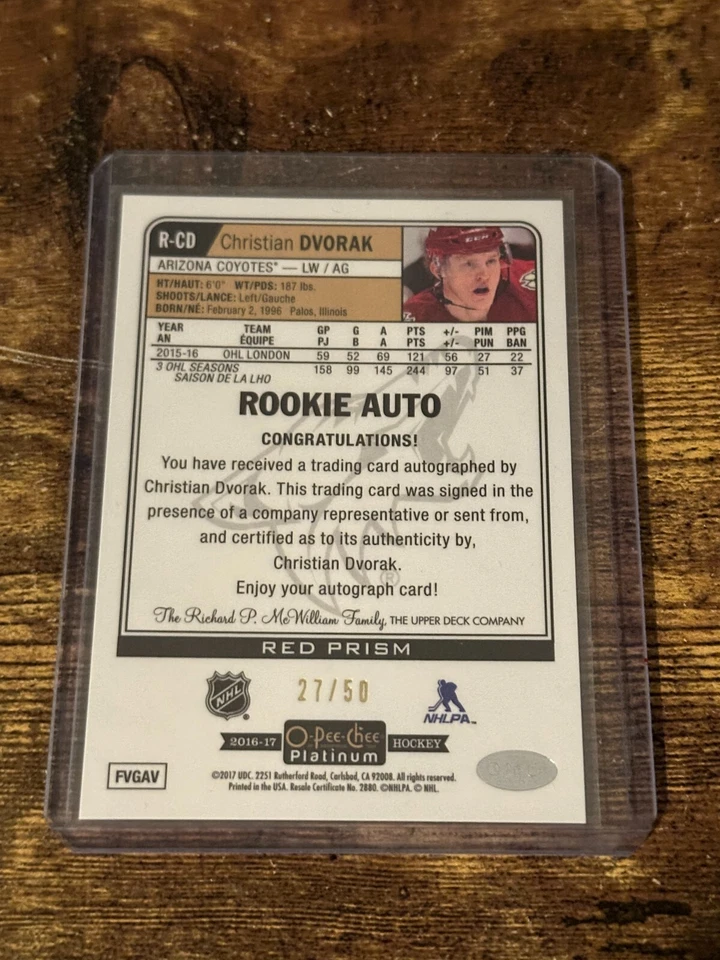 R-CD Christian DVORAK
ARIZONA COYOTES* — LW / AG
HT/HAUT: 6'0" WT/PDS: 187 lbs.
SHOOTS/LANCE: Left/Gauche
BORN/NÉ: February 2, 1996 Palos, Illinois
YEAR TEAM GP G A PTS +/- PIM PPG
AN ÉQUIPE PJ B A PTS +/- PUN BAN
2015-16 OHL LONDON 59 52 69 121 56 27 22
3 OHL SEASONS 158 99 145 244 97 51 37
SAISON DE LA LHO
ROOKIE AUTO
CONGRATULATIONS!
You have received a trading card autographed by
Christian Dvorak. This trading card was signed in the
presence of a company representative or sent from,
and certified as to its authenticity by,
Christian Dvorak.
®
Enjoy your autograph card!
The Richard P. McWilliam Family, THE UPPER DECK COMPANY
RED PRISM
NHL
27/50
NHLPA
2016-17 O-Pee-Chee HOCKEY
Platinum
FVGAV
©2017 UDC. 2251 Rutherford Road, Carlsbad, CA 92008. All rights reserved.
Printed in the USA. Resale Certificate No. 2880. ©NHLPA. © NHL.